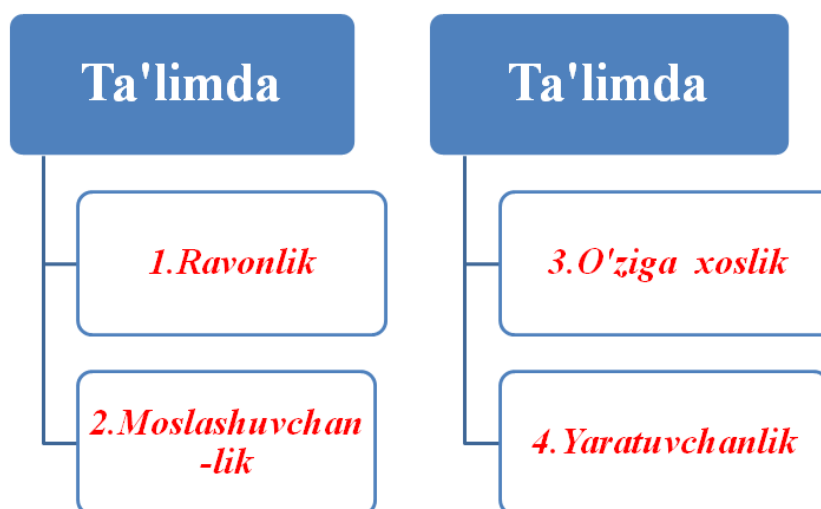 Ta'limda
1.Ravonlik
2.Moslashuvchan
-lik
Ta'limda
3.O'ziga xoslik
4.Yaratuvchanlik